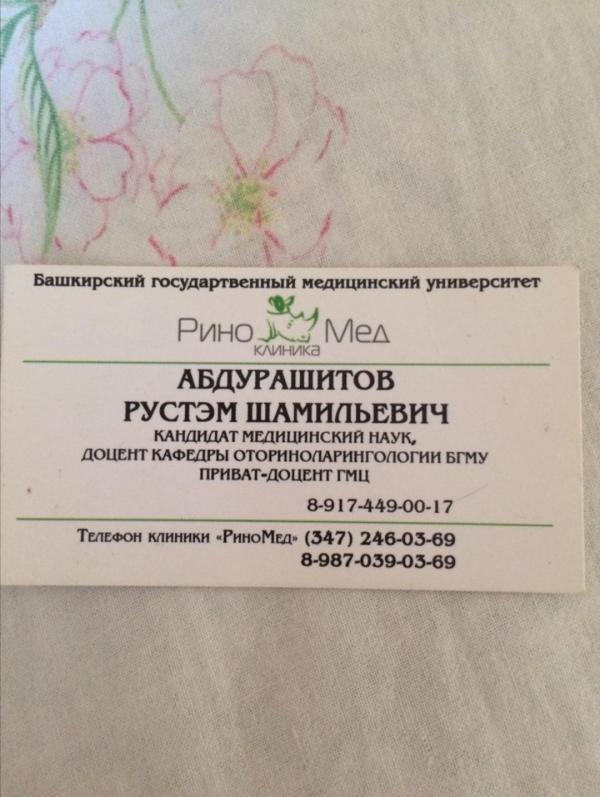 Башкирский государтвенный медицинский университет
Рино Мед
клиника
АБДУРАШИТОВ
РУСТЭМ ШАМИЛЬЕВИЧ
КАНДИДАТ МЕДИЦИНСКИЙ НАУК,
ДОЦЕНТ КАФЕДРЫ ОТОРИНОЛАРИНГОЛОГИИ БГМУ
ПРИВАТ-ДОЦЕНТ ГМЦ
8-917-449-00-17
Телефон клиники «РиноМед» (347) 246-03-69
8-987-039-03-69